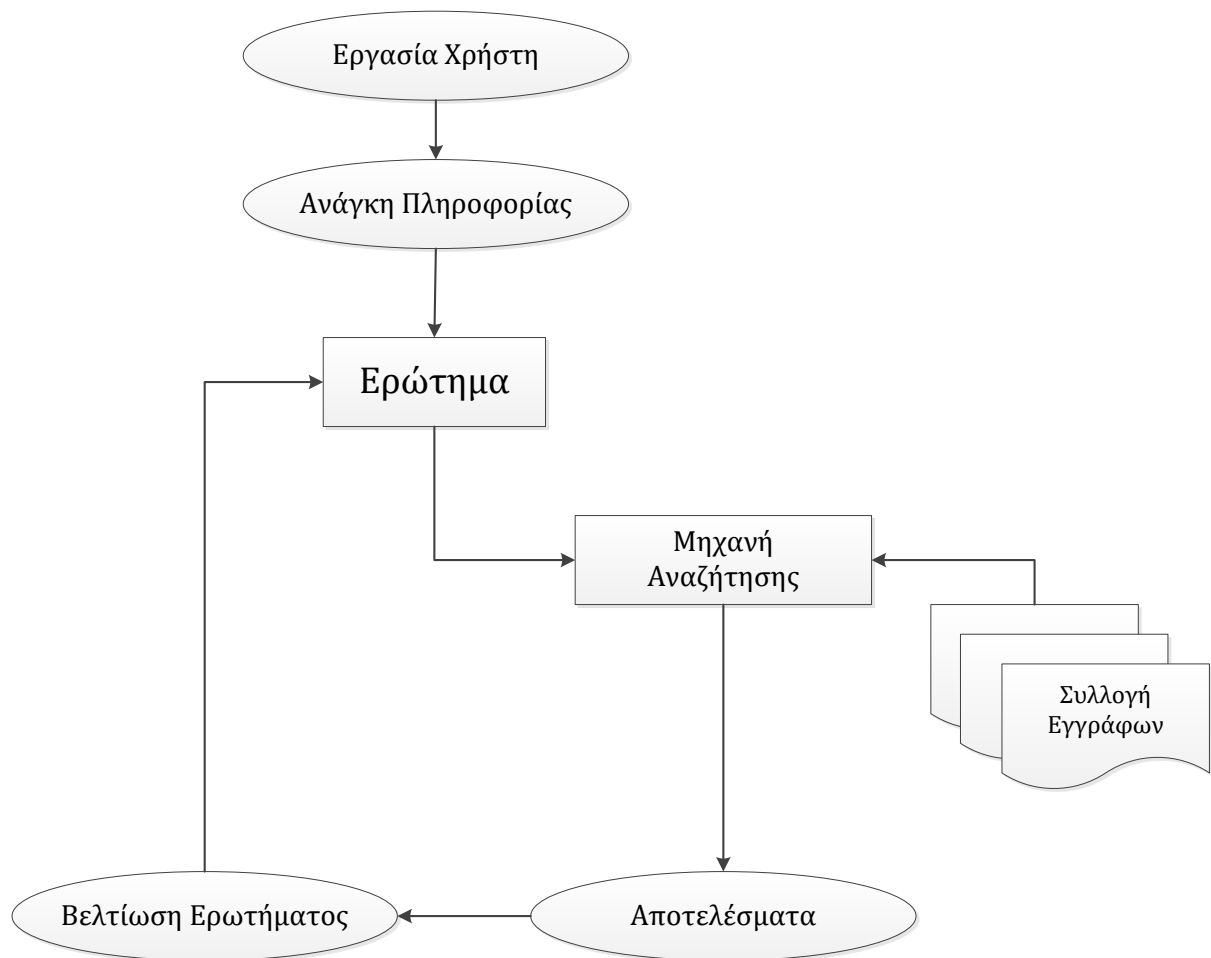 Εργασία Χρήστη
Ανάγκη Πληροφορίας
Ερώτημα
Μηχανή
Αναζήτησης
Συλλογή
Εγγράφων
Βελτίωση Ερωτήματος
Αποτελέσματα